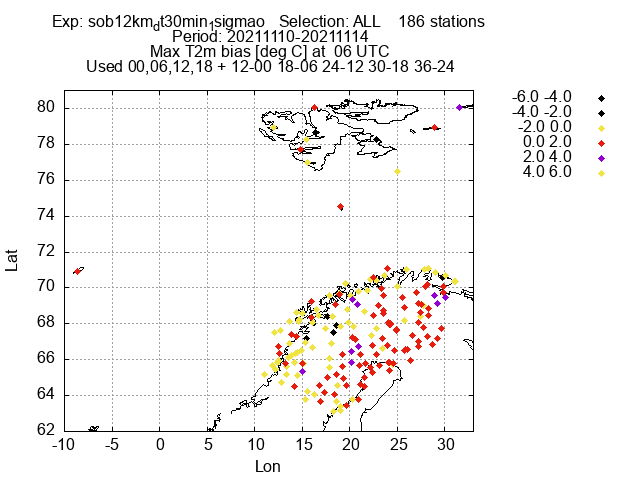 Exp: sob12km_dt30min_1sigmao Selection: ALL 186 stations
Period: 20211110-20211114
Max T2m bias [deg C] at 06 UTC
Used 00,06,12,18 + 12-00 18-06 24-12 30-18 36-24
-6.0 -4.0
-4.0 -2.0
-2.0 0.0
0.0 2.0
2.0 4.0
4.0 6.0
80
78
76
74
72
70
68
66
64
62
Lat
-10 -5 0 5 10 15 20 25 30
Lon